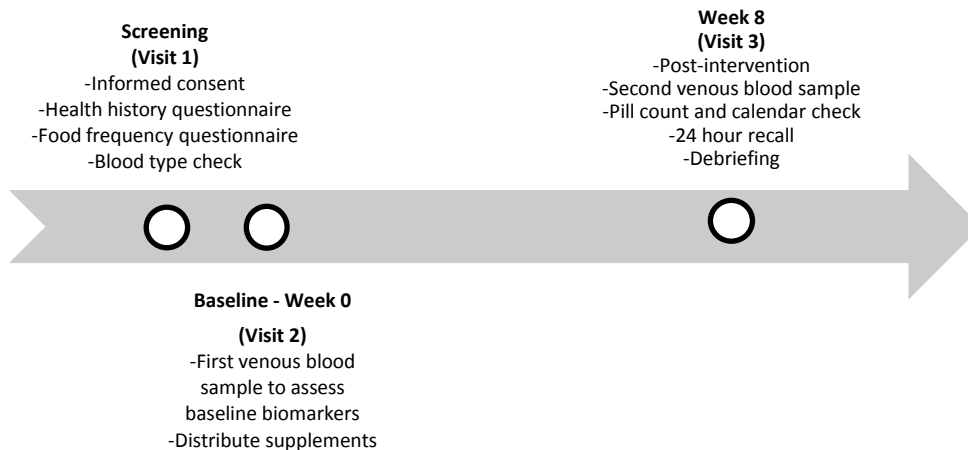 Screening
(Visit 1)
-Informed consent
-Health history questionnaire
-Food frequency questionnaire
-Blood type check
Week 8
(Visit 3)
-Post-intervention
-Second venous blood sample
-Pill count and calendar check
-24 hour recall
-Debriefing
Baseline - Week 0
(Visit 2)
-First venous blood
sample to assess
baseline biomarkers
-Distribute supplements